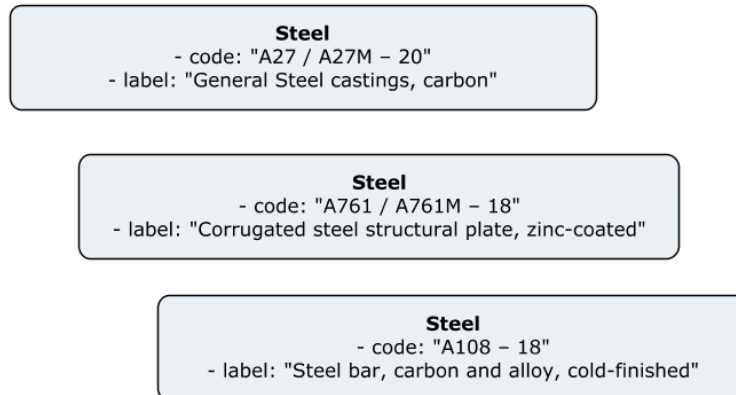 Steel
- code: "A27 / A27M – 20"
- label: "General Steel castings, carbon"
Steel
- code: "A761 / A761M – 18"
- label: "Corrugated steel structural plate, zinc-coated"
Steel
- code: "A108 – 18"
- label: "Steel bar, carbon and alloy, cold-finished"